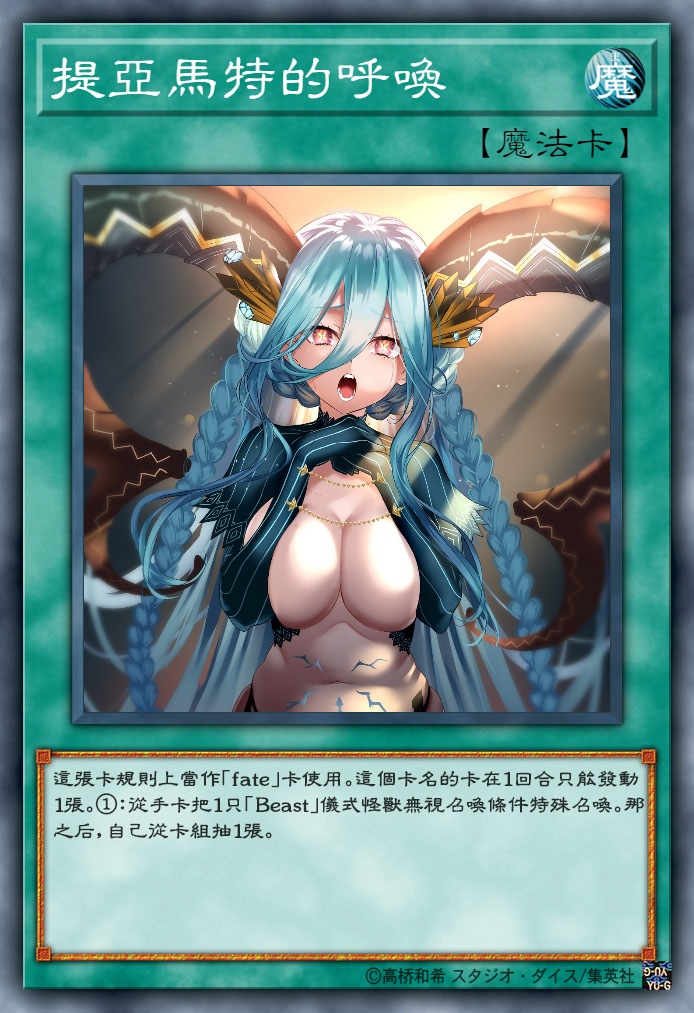 提亞馬特的呼喚
魔
【魔法卡】
這張卡規則上當作「fate」卡使用。這個卡名的卡在1回合只能發動
1張。①：從手卡把1只「Beast」儀式怪獸無視召喚條件特殊召喚。那
之后，自己從卡組抽1張。
©高桥和希 スタジオ・ダイス/集英社
YU-G